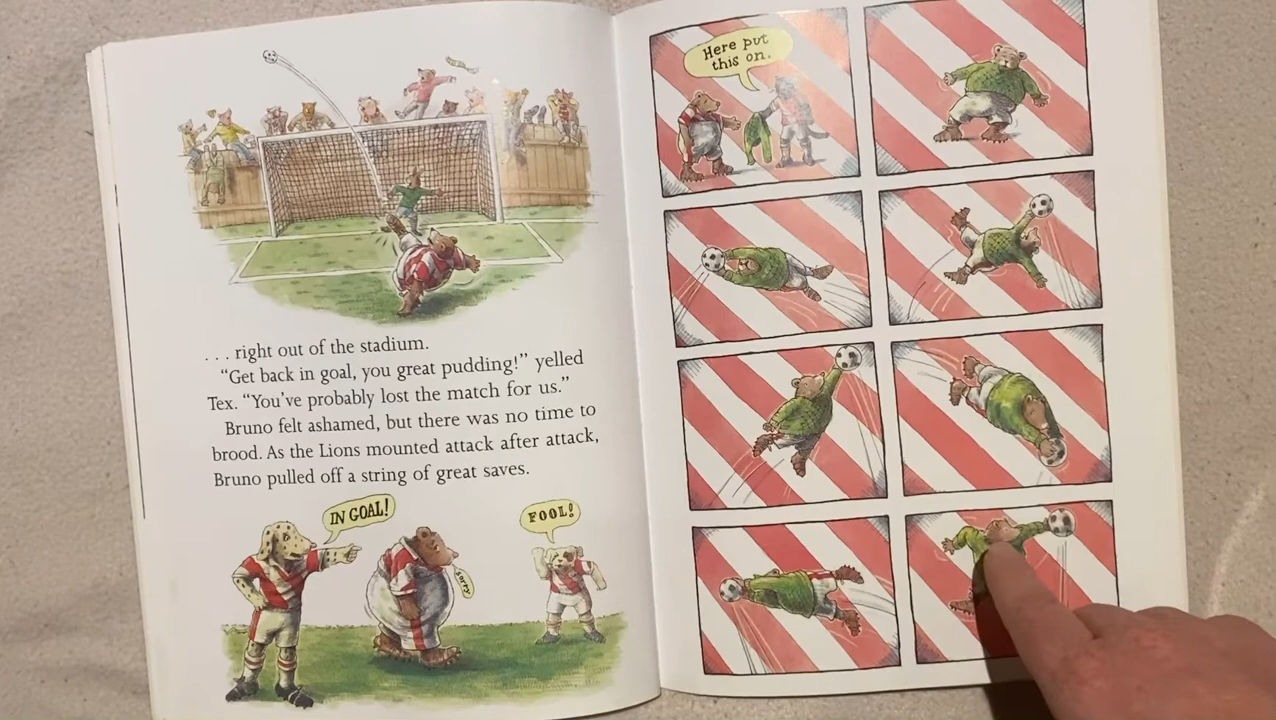 . . . right out of the stadium.
“Get back in goal, you great pudding!” yelled
Tex. “You’ve probably lost the match for us.”
Bruno felt ashamed, but there was no time to
brood. As the Lions mounted attack after attack,
Bruno pulled off a string of great saves.
IN GOAL!
SORRY
FOOL!
Here put
this on.